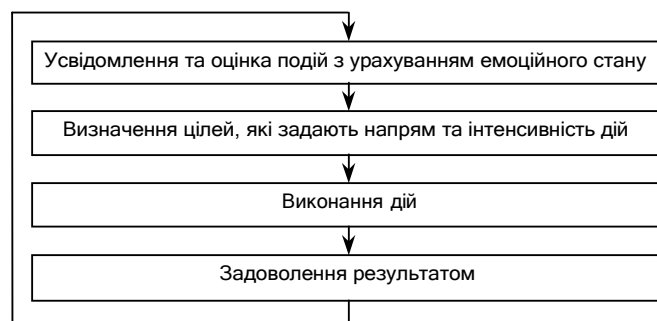 Усвідомлення та оцінка подій з урахуванням емоційного стану
Визначення цілей, які задають напрям та інтенсивність дій
Виконання дій
Задоволення результатом